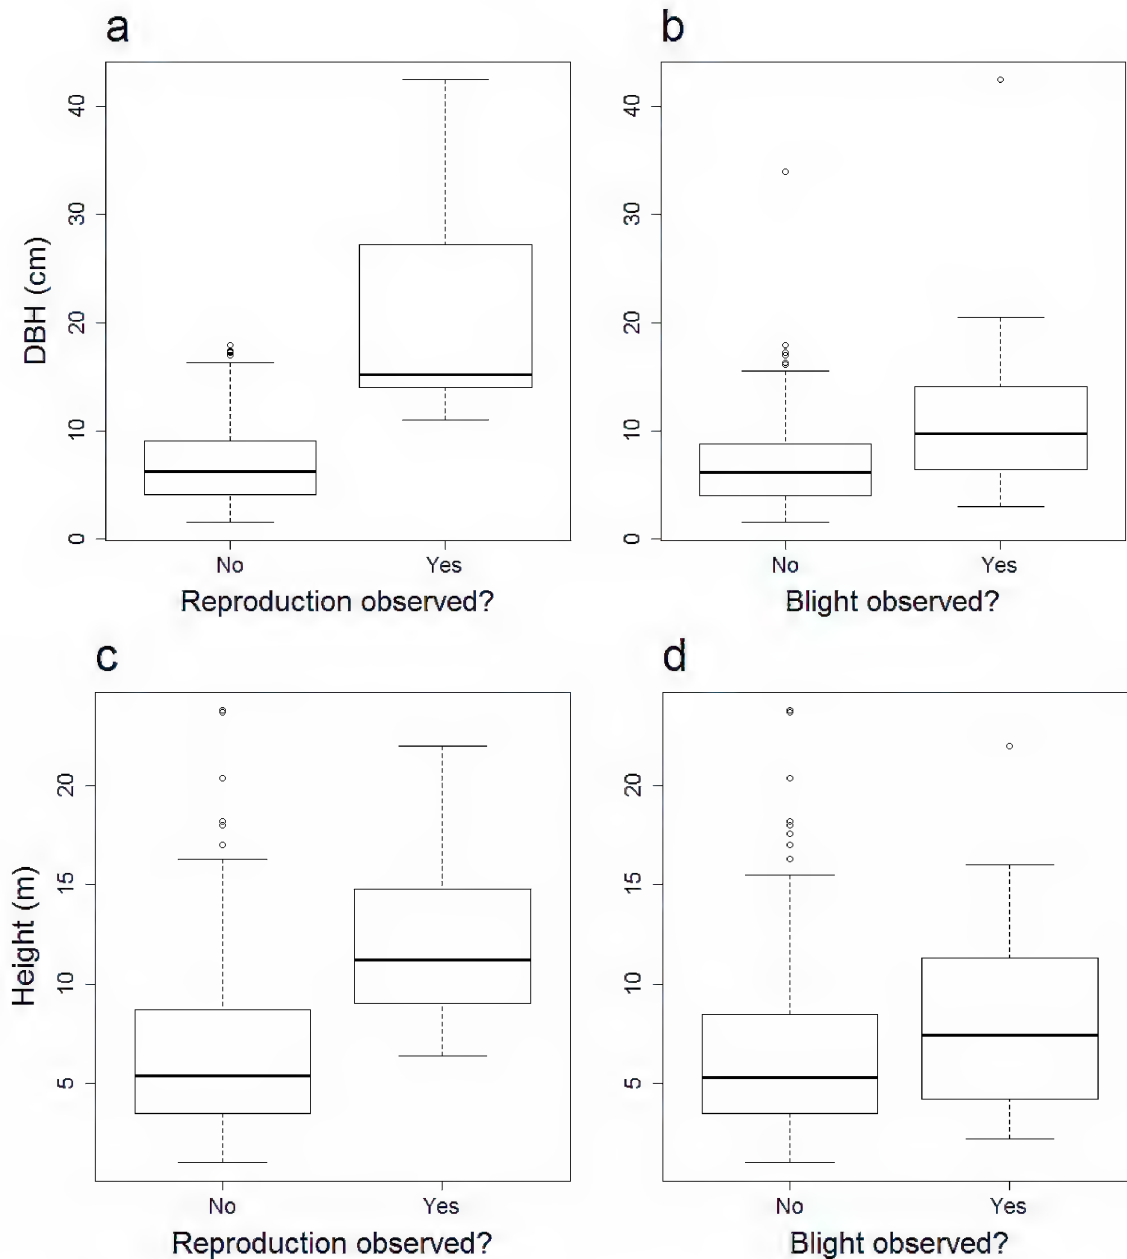 a
b
DBH (cm)
40
30
20
10
0
40
30
20
10
0
No
Yes
No
Yes
Reproduction observed?
Blight observed?
c
d
Height (m)
20
15
10
5
20
15
10
5
No
Yes
No
Yes
Reproduction observed?
Blight observed?